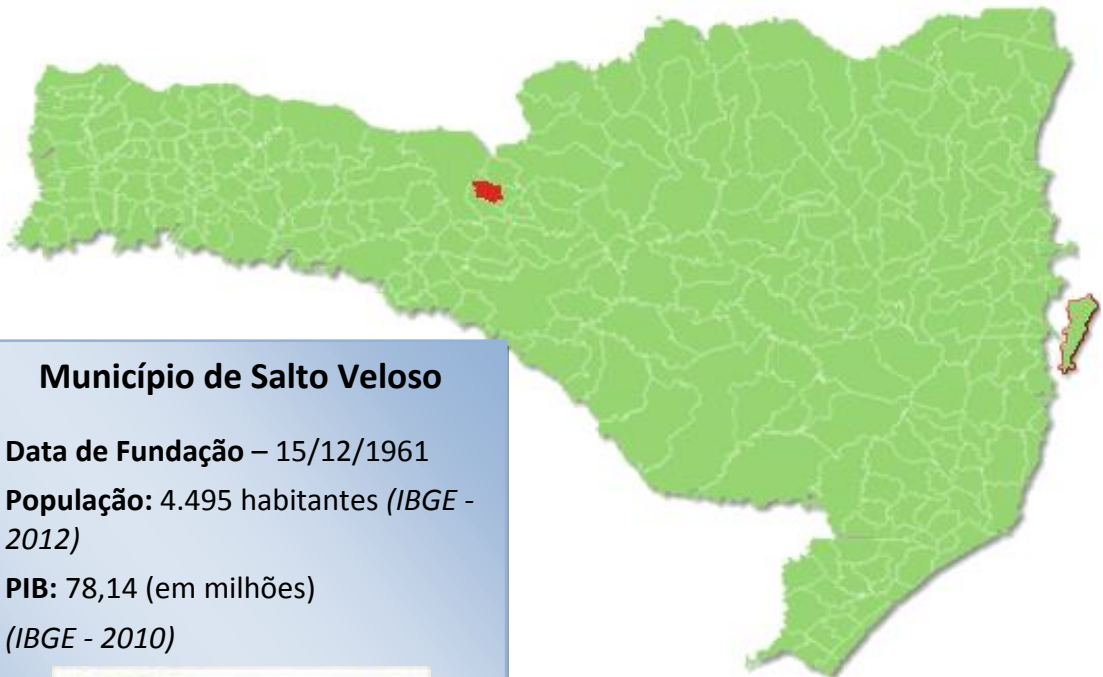 Município de Salto Veloso
Data de Fundação – 15/12/1961
População: 4.495 habitantes (IBGE -
2012)
PIB: 78,14 (em milhões)
(IBGE - 2010)